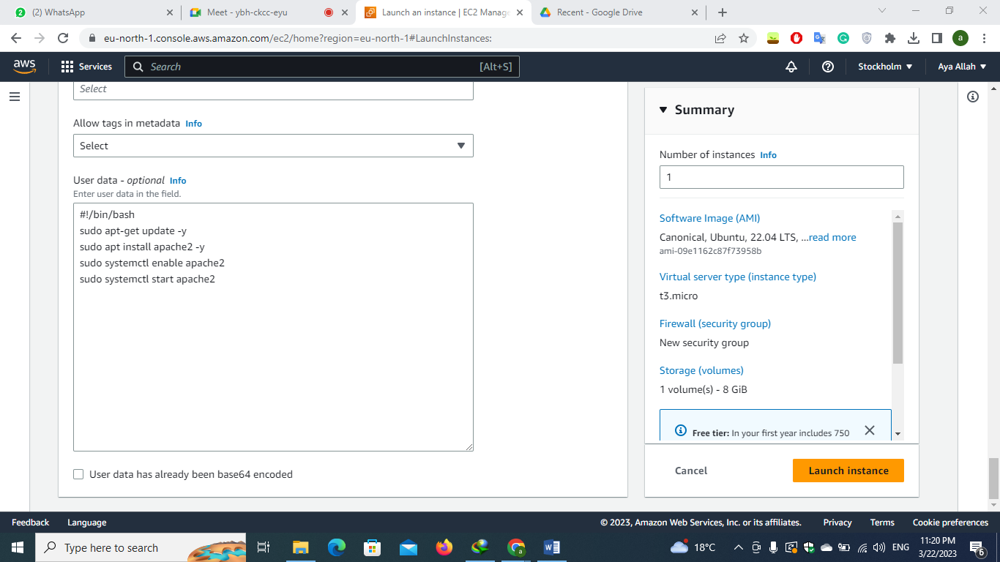 (2) WhatsApp
Meet - ybh-ckcc-eyu
Launch an instance | EC2 Manage
Recent - Google Drive
eu-north-1.console.aws.amazon.com/ec2/home?region=eu-north-1#LaunchInstances:
a
aws
Services
Search
[Alt+S]
Stockholm
Aya Allah
Select
Allow tags in metadata Info
Select
User data - optional Info
Enter user data in the field.
#!/bin/bash
sudo apt-get update -y
sudo apt install apache2 -y
sudo systemctl enable apache2
sudo systemctl start apache2
User data has already been base64 encoded
Summary
Number of instances Info
1
Software Image (AMI)
Canonical, Ubuntu, 22.04 LTS, ...read more
ami-09e1162c87f73958b
Virtual server type (instance type)
t3.micro
Firewall (security group)
New security group
Storage (volumes)
1 volume(s) - 8 GiB
Free tier: In your first year includes 750
Cancel
Launch instance
Feedback
Language
© 2023, Amazon Web Services, Inc. or its affiliates.
Privacy
Terms
Cookie preferences
Type here to search
18°C
ENG
11:20 PM
3/22/2023
6